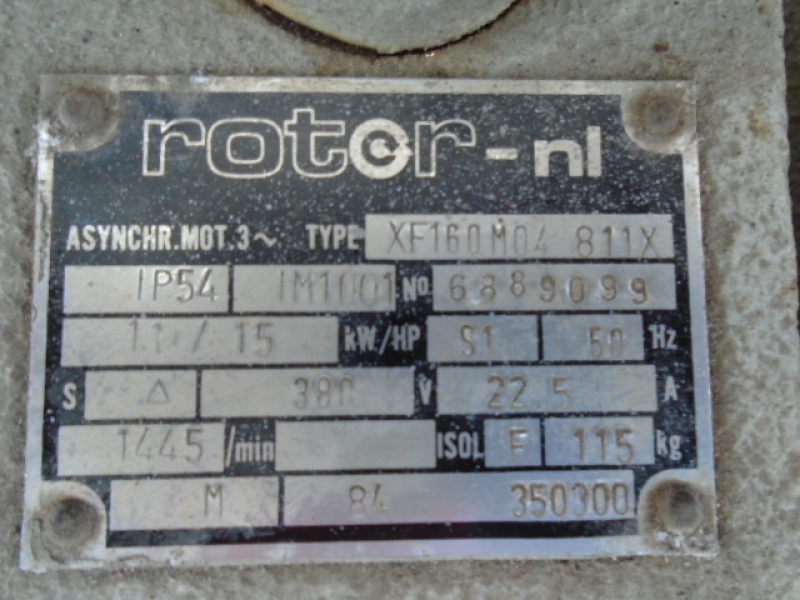 rotor-nl
ASYNCHR.MOT.3~ TYPE XF160M04 811X
IP54 IM1001 No 6889099
11 / 15 kW/HP S1 50 Hz
S Δ 380 V 22.5 A
1445 /min ISOL F 115 kg
M 84 350300